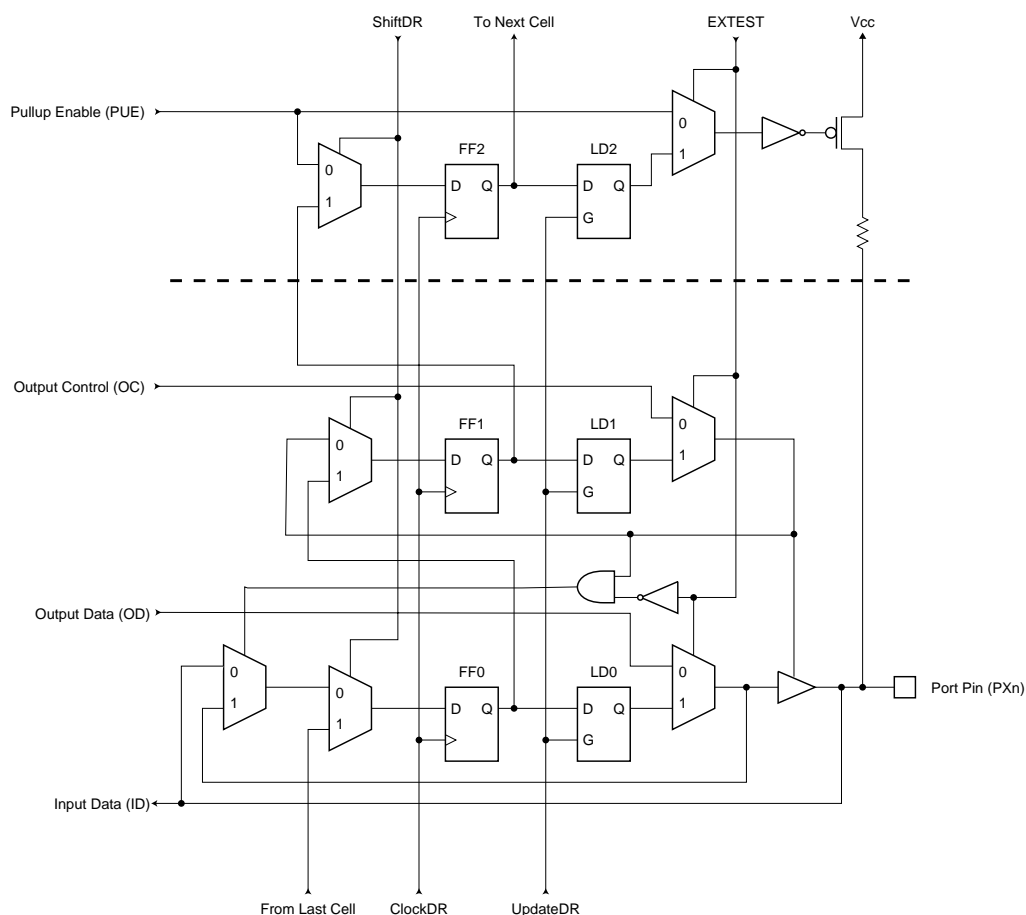 ShiftDR To Next Cell EXTEST Vcc
Pullup Enable (PUE)
0
1
FF2 LD2
0
1
D Q D Q
G
Output Control (OC)
0
1
FF1 LD1
0
1
D Q D Q
G
Output Data (OD)
0
1
0
1
FF0 LD0
0
1
D Q D Q
G
Port Pin (PXn)
Input Data (ID)
From Last Cell ClockDR UpdateDR